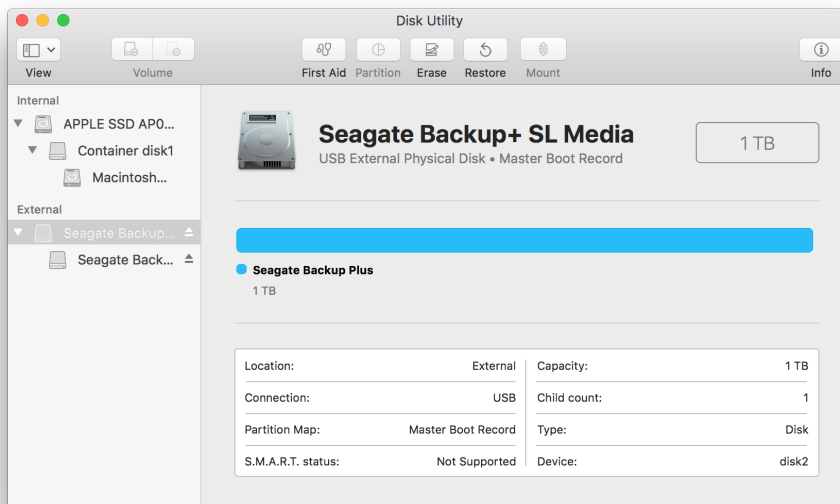 Disk Utility
View
Volume
First Aid
Partition
Erase
Restore
Mount
Info
Internal
APPLE SSD AP0...
Container disk1
Macintosh...
External
Seagate Backup...
Seagate Back...
Seagate Backup+ SL Media
USB External Physical Disk • Master Boot Record
1 TB
Seagate Backup Plus
1 TB
Location: External
Connection: USB
Partition Map: Master Boot Record
S.M.A.R.T. status: Not Supported
Capacity: 1 TB
Child count: 1
Type: Disk
Device: disk2